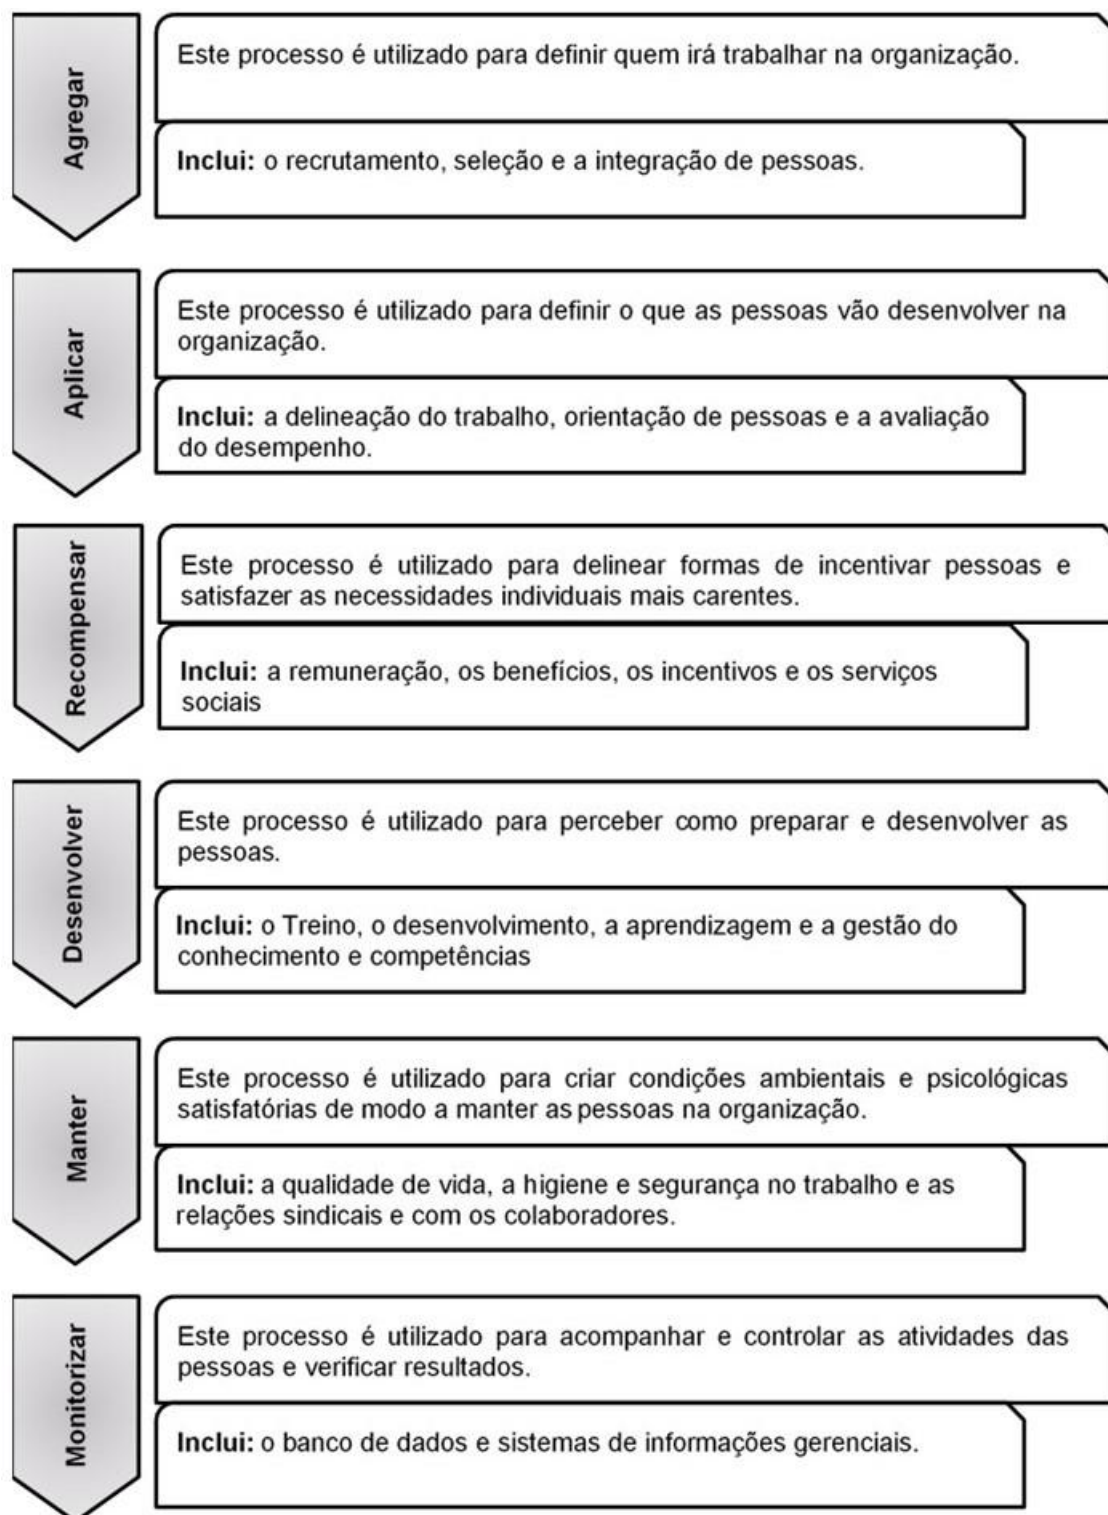 Agregar
Este processo é utilizado para definir quem irá trabalhar na organização.
Inclui: o recrutamento, seleção e a integração de pessoas.
Aplicar
Este processo é utilizado para definir o que as pessoas vão desenvolver na
organização.
Inclui: a delineação do trabalho, orientação de pessoas e a avaliação
do desempenho.
Recompensar
Este processo é utilizado para delinear formas de incentivar pessoas e
satisfazer as necessidades individuais mais carentes.
Inclui: a remuneração, os benefícios, os incentivos e os serviços
sociais
Desenvolver
Este processo é utilizado para perceber como preparar e desenvolver as
pessoas.
Inclui: o Treino, o desenvolvimento, a aprendizagem e a gestão do
conhecimento e competências
Manter
Este processo é utilizado para criar condições ambientais e psicológicas
satisfatórias de modo a manter as pessoas na organização.
Inclui: a qualidade de vida, a higiene e segurança no trabalho e as
relações sindicais e com os colaboradores.
Monitorizar
Este processo é utilizado para acompanhar e controlar as atividades das
pessoas e verificar resultados.
Inclui: o banco de dados e sistemas de informações gerenciais.